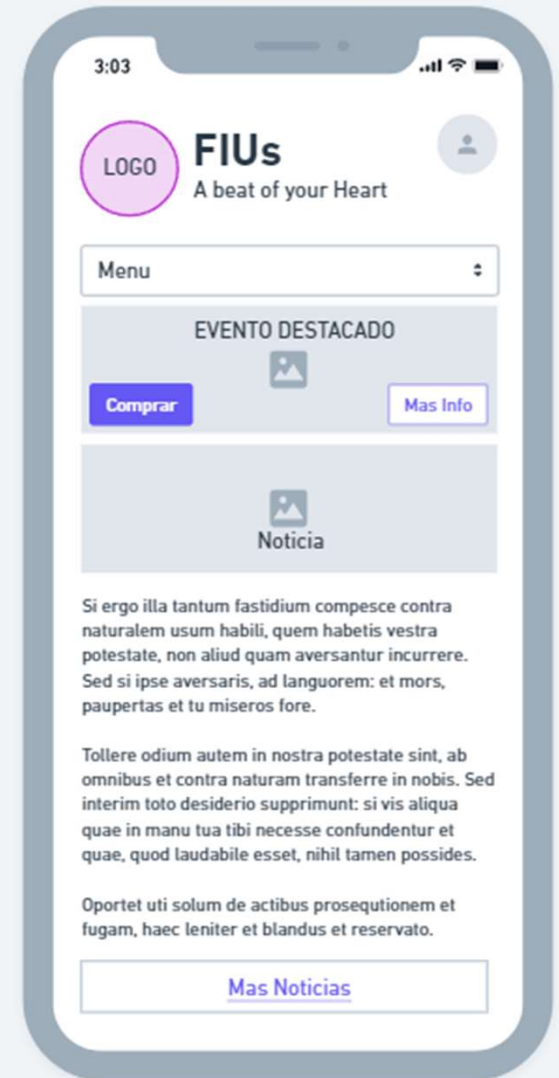 3:03
LOGO
FIUs
A beat of your Heart
Menu
EVENTO DESTACADO
Comprar
Mas Info
Noticia
Si ergo illa tantum fastidium compesce contra
naturalem usum habili, quem habetis vestra
potestate, non aliud quam aversantur incurrere.
Sed si ipse aversaris, ad languorem: et mors,
paupertas et tu miseros fore.
Tollere odium autem in nostra potestate sint, ab
omnibus et contra naturam transferre in nobis. Sed
interim toto desiderio supprimunt: si vis aliqua
quae in manu tua tibi necesse confundentur et
quae, quod laudabile esset, nihil tamen possides.
Oportet uti solum de actibus prosequtionem et
fugam, haec leniter et blandus et reservato.
Mas Noticias